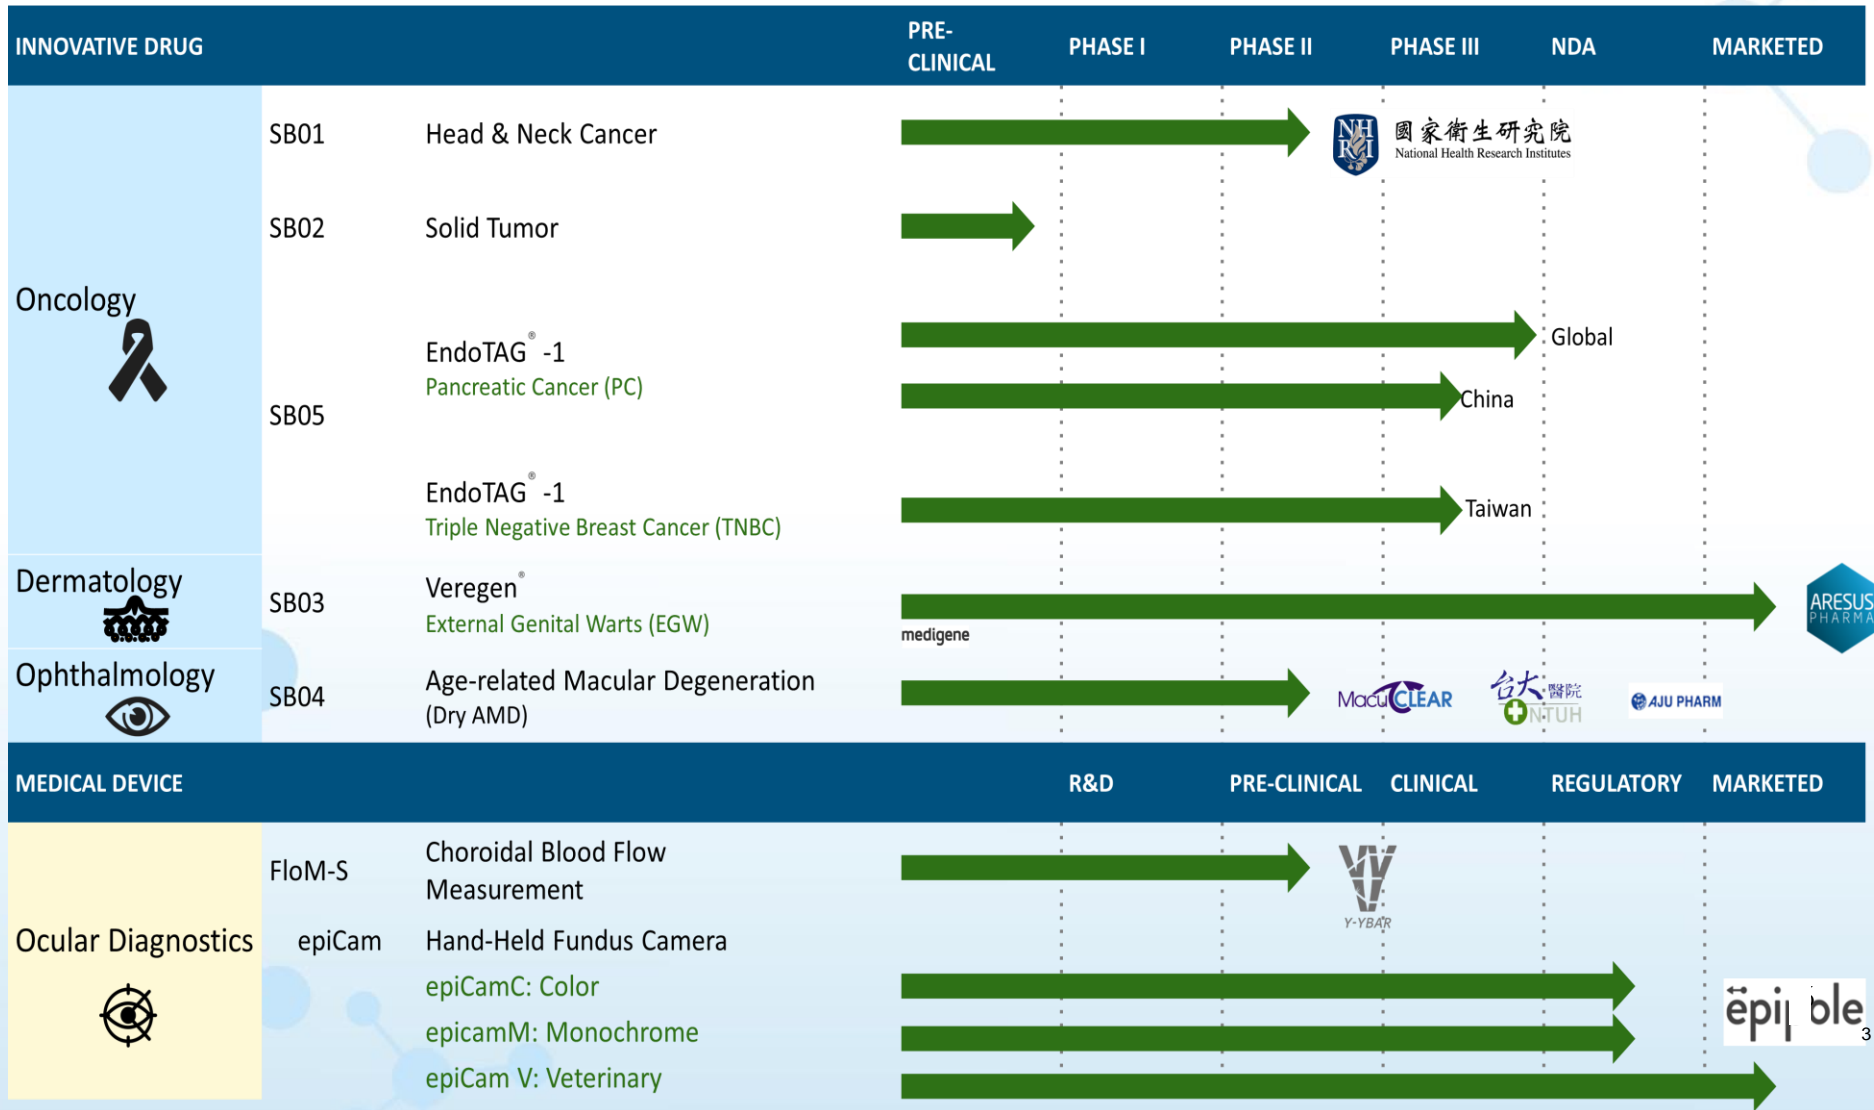 INNOVATIVE DRUG
PRE-
CLINICAL
PHASE I
PHASE II
PHASE III
NDA
MARKETED
Oncology
SB01
Head & Neck Cancer
NH
RI
國家衛生研究院
National Health Research Institutes
SB02
Solid Tumor
SB05
EndoTAG® -1
Pancreatic Cancer (PC)
Global
China
EndoTAG® -1
Triple Negative Breast Cancer (TNBC)
Taiwan
Dermatology
SB03
Veregen®
External Genital Warts (EGW)
medigene
ARESUS
PHARMA
Ophthalmology
SB04
Age-related Macular Degeneration
(Dry AMD)
MacuCLEAR
台大醫院
NTUH
AJU PHARM
MEDICAL DEVICE
R&D
PRE-CLINICAL
CLINICAL
REGULATORY
MARKETED
Ocular Diagnostics
FloM-S
Choroidal Blood Flow
Measurement
Y-YBAR
epiCam
Hand-Held Fundus Camera
epiCamC: Color
epicamM: Monochrome
epiCam V: Veterinary
3